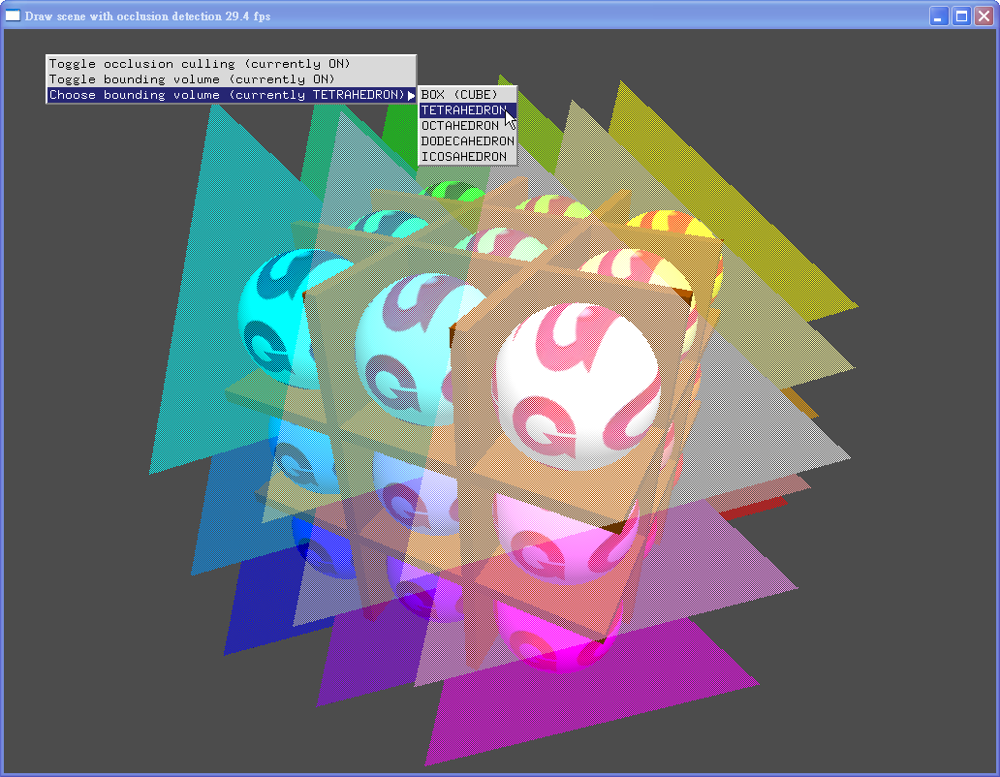 Draw scene with occlusion detection 29.4 fps
Toggle occlusion culling (currently ON)
Toggle bounding volume (currently ON)
Choose bounding volume (currently TETRAHEDRON)
BOX (CUBE)
TETRAHEDRON
OCTAHEDRON
DODECAHEDRON
ICOSAHEDRON